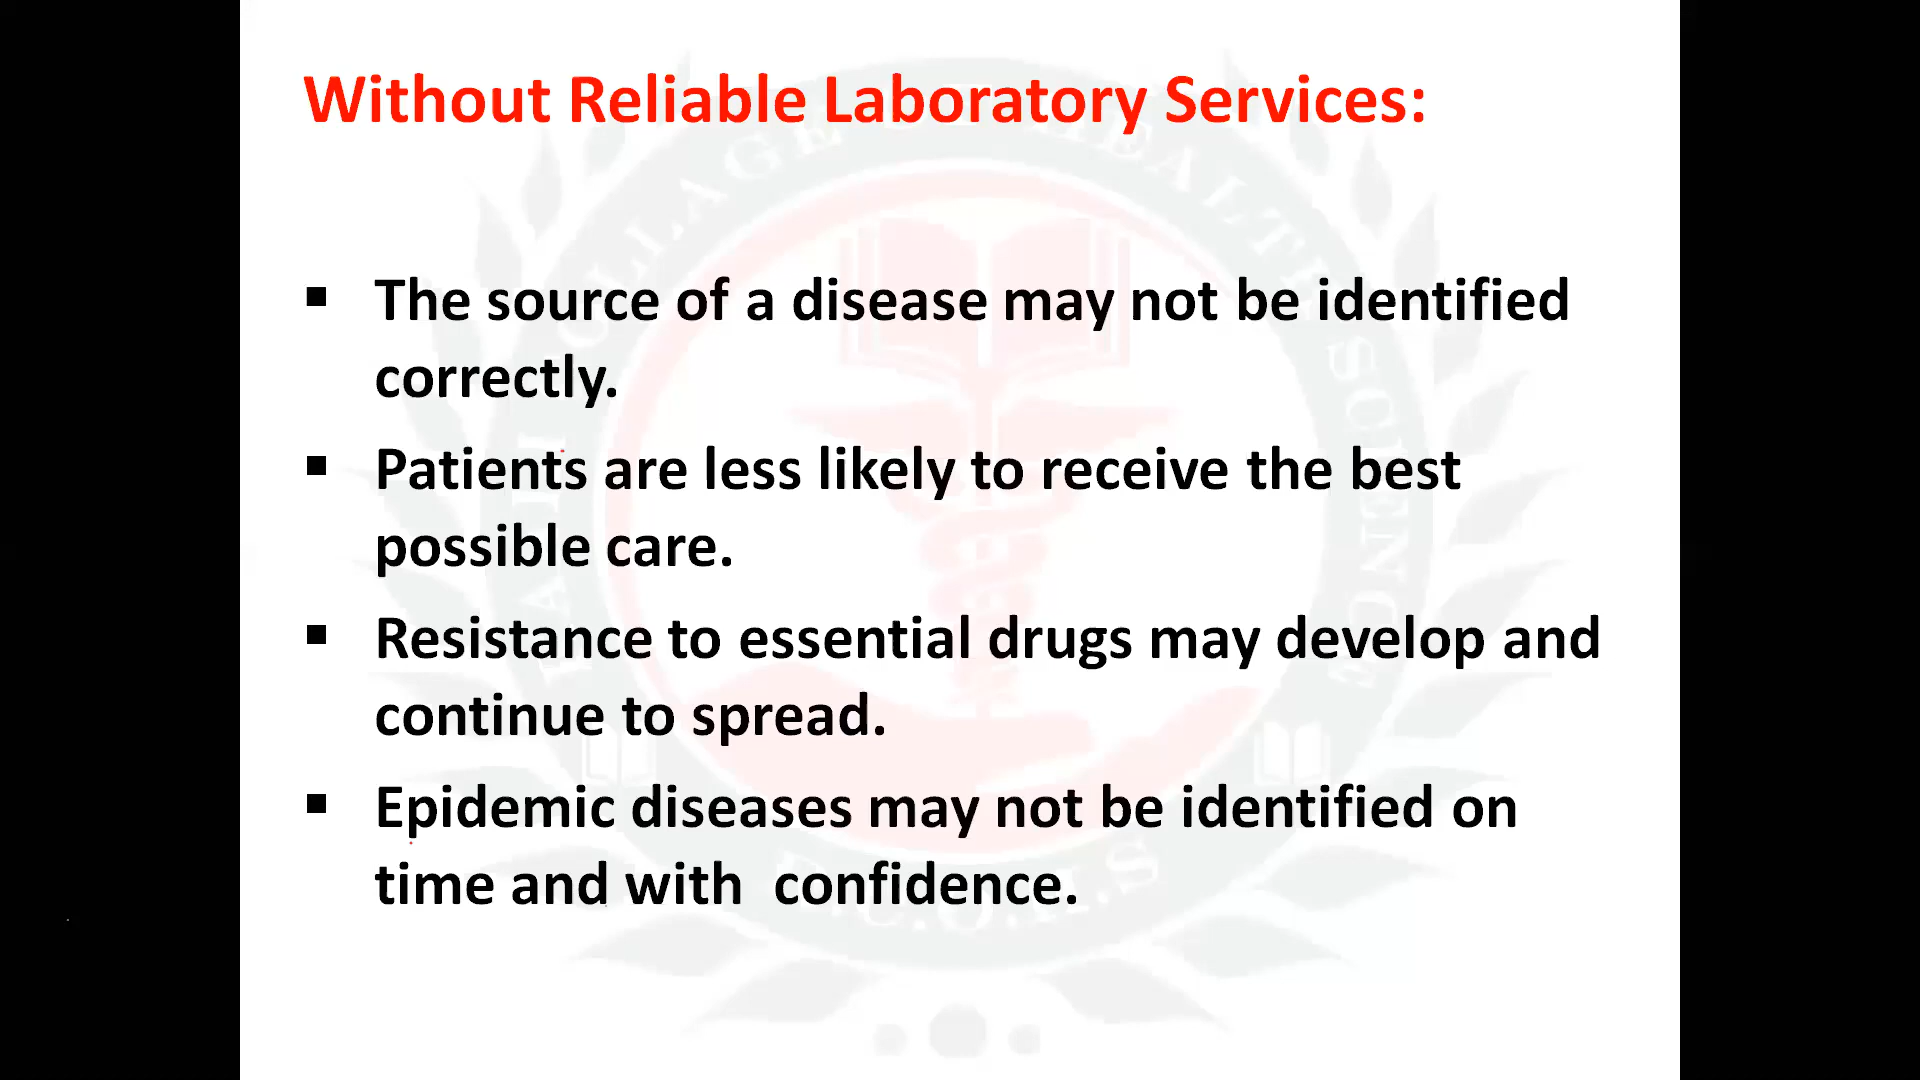 Without Reliable Laboratory Services:
▪ The source of a disease may not be identified
correctly.
▪ Patients are less likely to receive the best
possible care.
▪ Resistance to essential drugs may develop and
continue to spread.
▪ Epidemic diseases may not be identified on
time and with  confidence.